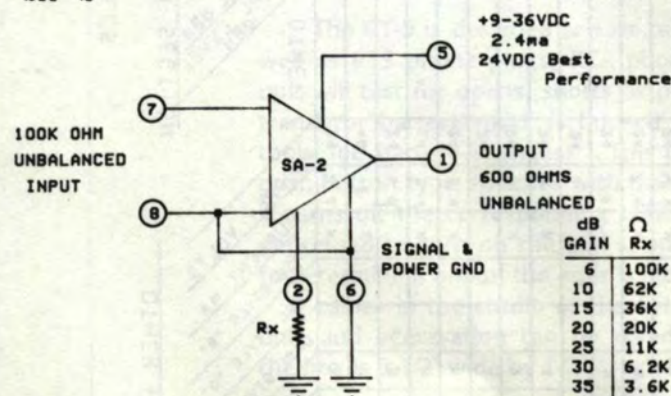 +9-36VDC
2.4ma
24VDC Best
Performance
5
7
100K OHM
UNBALANCED
INPUT
SA-2
1
OUTPUT
600 OHMS
UNBALANCED
8
SIGNAL &
POWER GND
2
6
Rx
dB Ω
GAIN Rx
6 100K
10 62K
15 36K
20 20K
25 11K
30 6.2K
35 3.6K